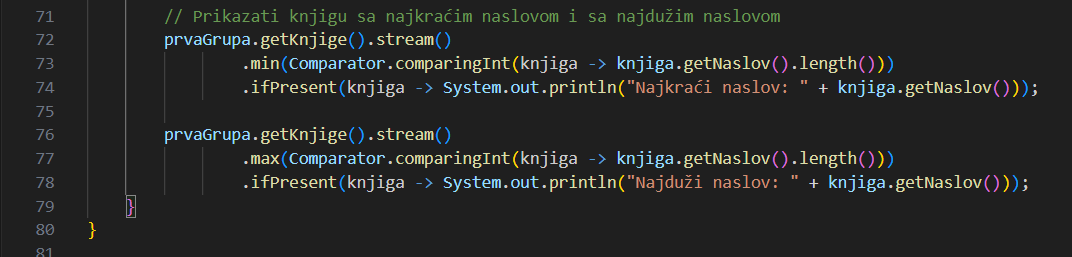 71 // Prikazati knjigu sa najkraćim naslovom i sa najdužim naslovom
72 prvaGrupa.getKnjige().stream()
73 .min(Comparator.comparingInt(knjiga -> knjiga.getNaslov().length()))
74 .ifPresent(knjiga -> System.out.println("Najkraći naslov: " + knjiga.getNaslov()));
75
76 prvaGrupa.getKnjige().stream()
77 .max(Comparator.comparingInt(knjiga -> knjiga.getNaslov().length()))
78 .ifPresent(knjiga -> System.out.println("Najduži naslov: " + knjiga.getNaslov()));
79 }
80 }
81